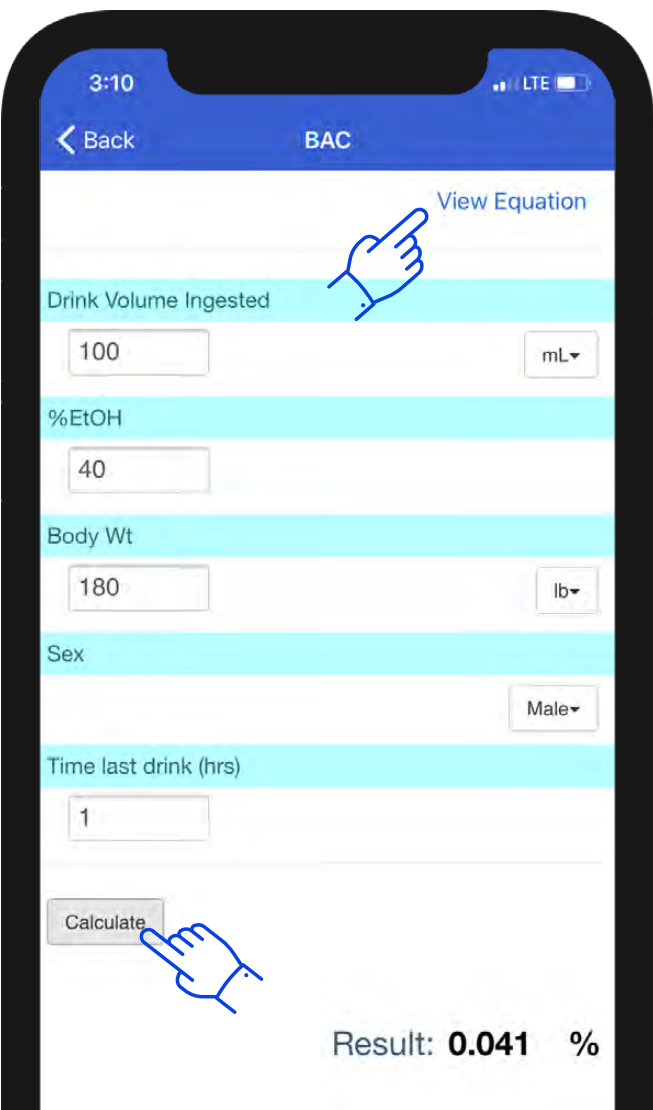 3:10 LTE
Back BAC
View Equation
Drink Volume Ingested
100 mL
%EtOH
40
Body Wt
180 lb
Sex
Male
Time last drink (hrs)
1
Calculate
Result: 0.041 %